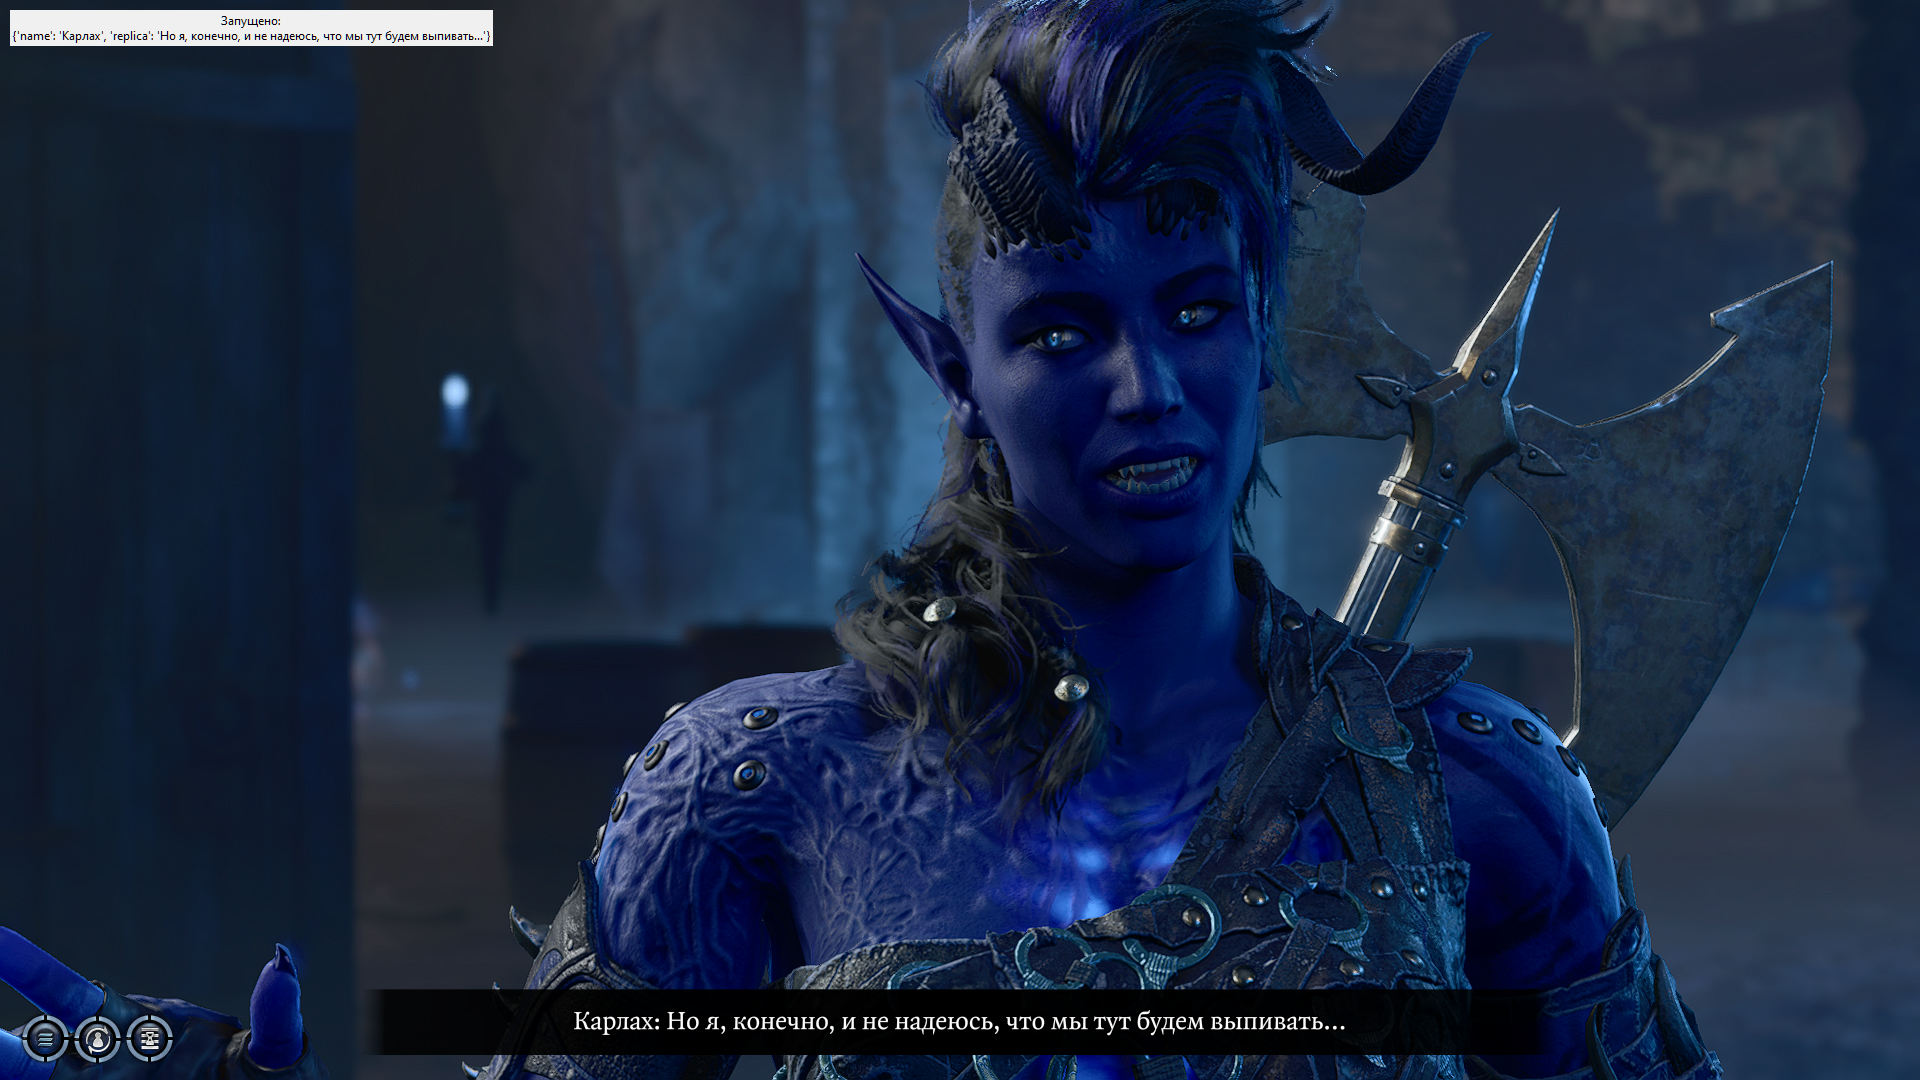 Запущено:
{'name': 'Карлах', 'replica': 'Но я, конечно, и не надеюсь, что мы тут будем выпивать...'}
Карлах: Но я, конечно, и не надеюсь, что мы тут будем выпивать...